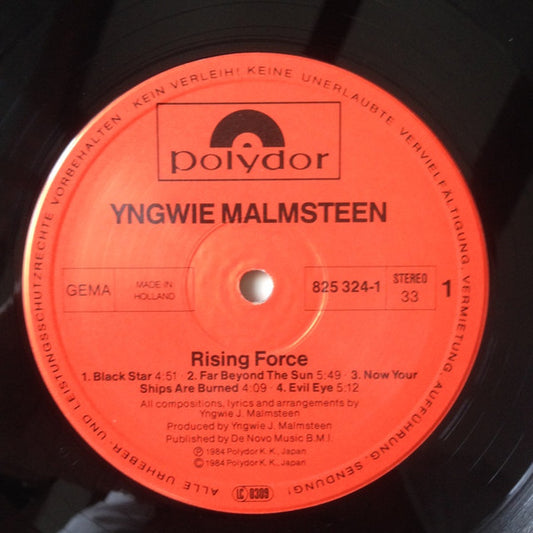 ALLE URHEBER- UND LEISTUNGSSCHUTZRECHTE VORBEHALTEN · KEIN VERLEIH! KEINE UNERLAUBTE VERVIELFÄLTIGUNG, VERMIETUNG, AUFFÜHRUNG, SENDUNG!
polydor
YNGWIE MALMSTEEN
GEMA MADE IN HOLLAND 825 324-1 STEREO 33 1
Rising Force
1. Black Star 4:51 · 2. Far Beyond The Sun 5:49 · 3. Now Your
Ships Are Burned 4:09 · 4. Evil Eye 5:12
All compositions, lyrics and arrangements by
Yngwie J. Malmsteen
Produced by Yngwie J. Malmsteen
Published by De Novo Music B.M.I.
℗ 1984 Polydor K. K., Japan
© 1984 Polydor K. K., Japan
LC 0309